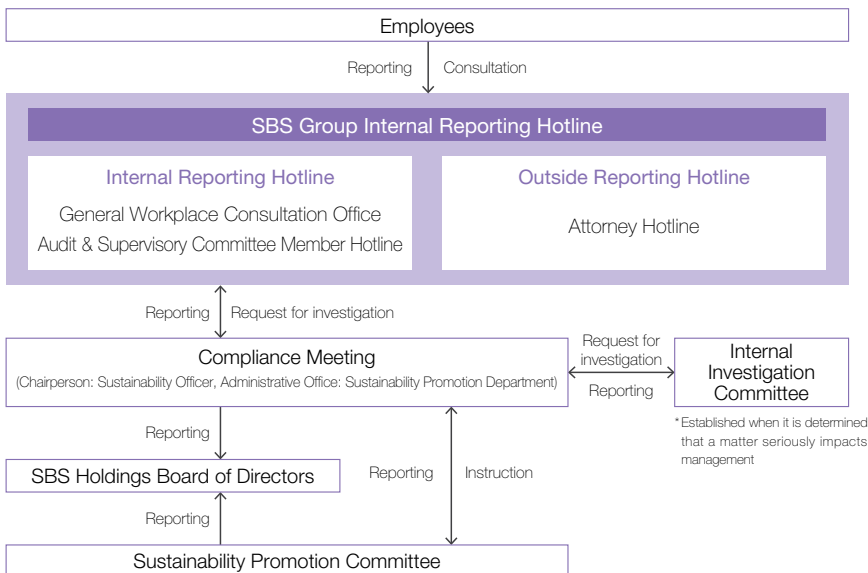 Employees
Reporting
Consultation
SBS Group Internal Reporting Hotline
Internal Reporting Hotline
General Workplace Consultation Office
Audit & Supervisory Committee Member Hotline
Outside Reporting Hotline
Attorney Hotline
Reporting
Request for investigation
Compliance Meeting
(Chairperson: Sustainability Officer, Administrative Office: Sustainability Promotion Department)
Request for
investigation
Reporting
Internal
Investigation
Committee
*Established when it is determined
that a matter seriously impacts
management
Reporting
SBS Holdings Board of Directors
Reporting
Instruction
Reporting
Sustainability Promotion Committee